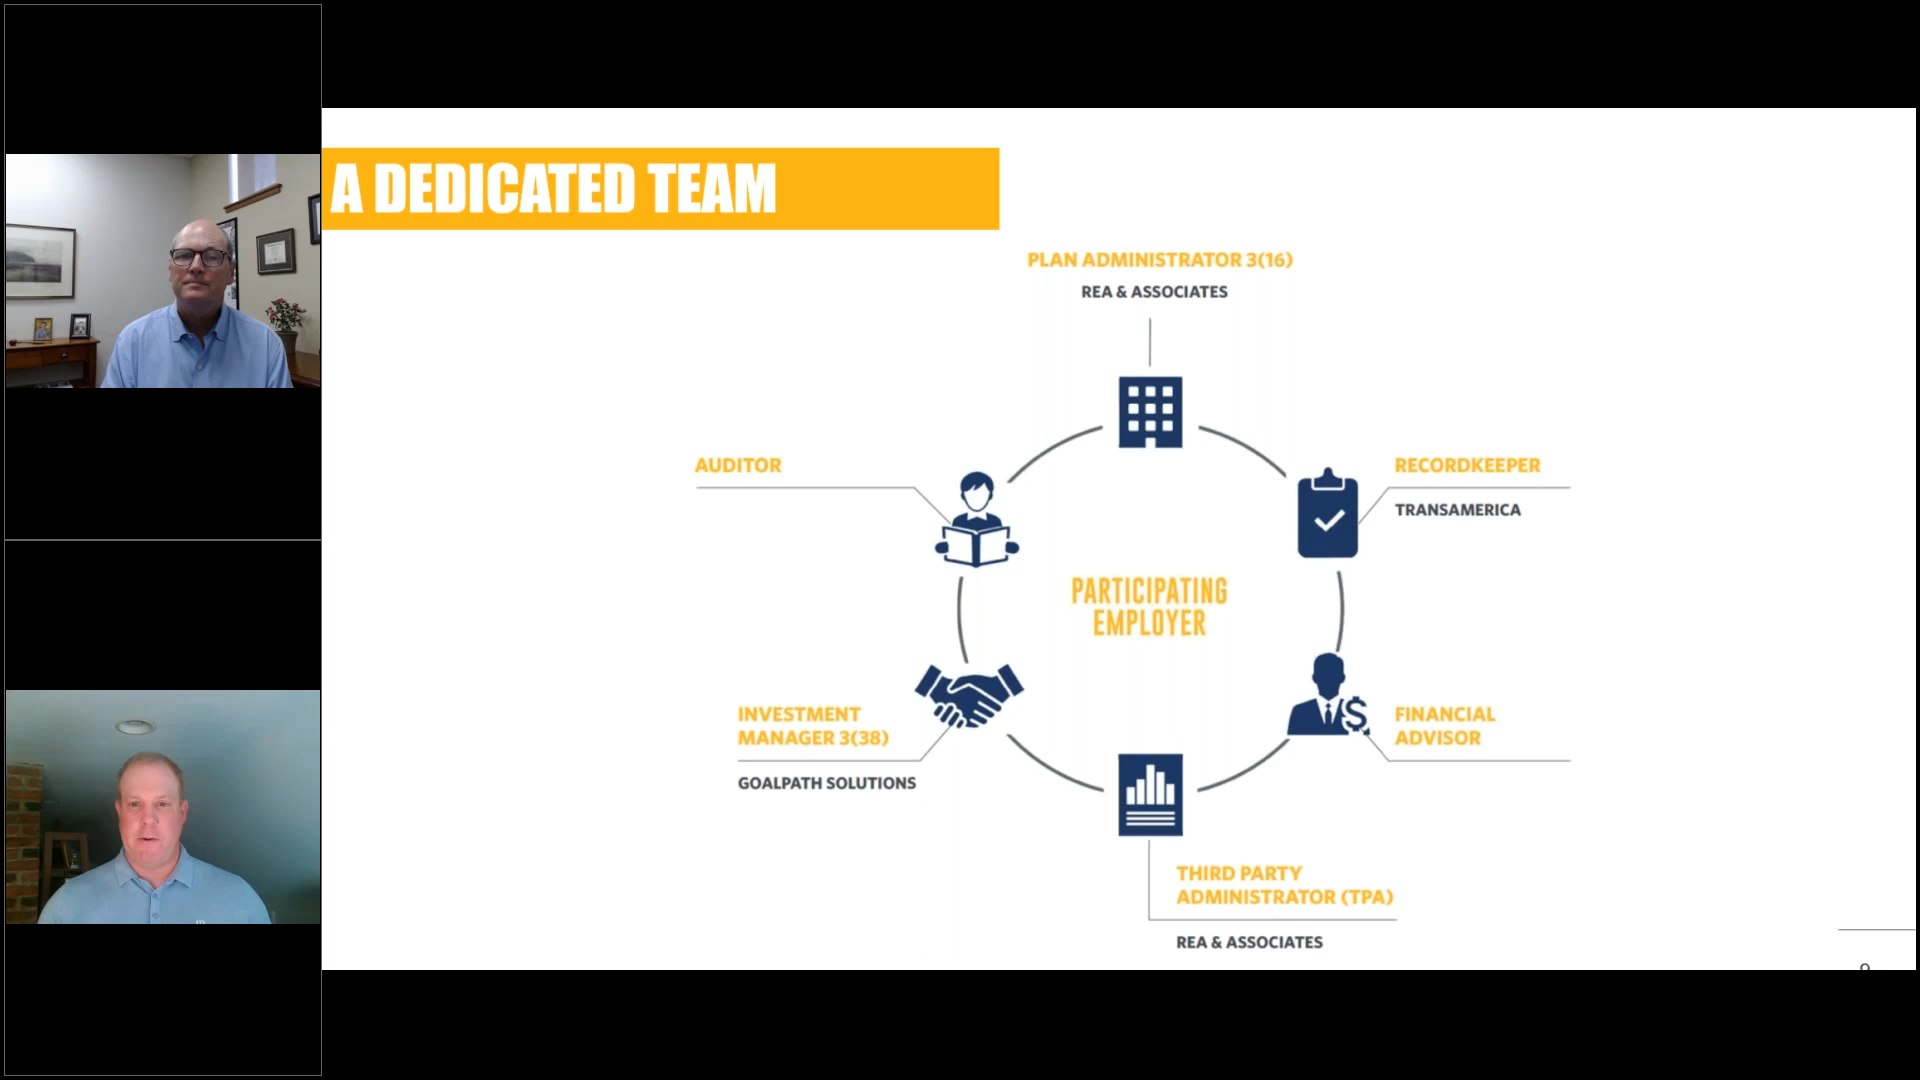 A DEDICATED TEAM
PLAN ADMINISTRATOR 3(16)
REA & ASSOCIATES
AUDITOR
RECORDKEEPER
TRANSAMERICA
PARTICIPATING
EMPLOYER
INVESTMENT
MANAGER 3(38)
GOALPATH SOLUTIONS
FINANCIAL
ADVISOR
THIRD PARTY
ADMINISTRATOR (TPA)
REA & ASSOCIATES